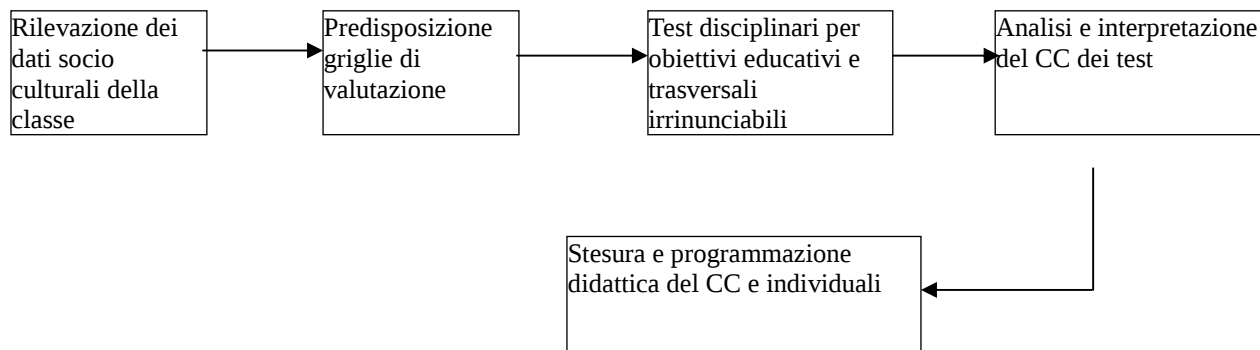 Rilevazione dei
dati socio
culturali della
classe
Predisposizione
griglie di
valutazione
Test disciplinari per
obiettivi educativi e
trasversali
irrinunciabili
Analisi e interpretazione
del CC dei test
Stesura e programmazione
didattica del CC e individuali